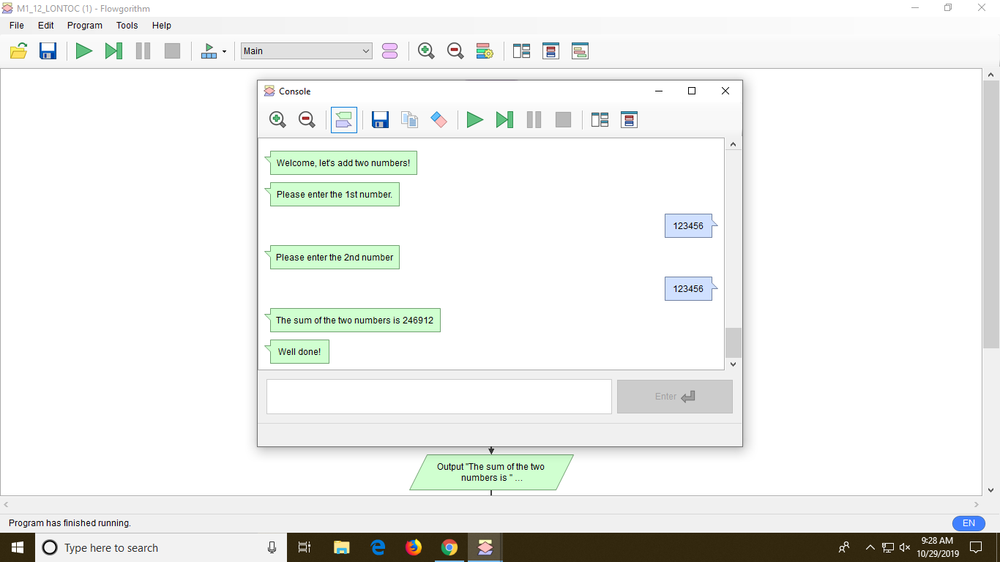 M1_12_LONTOC (1) - Flowgorithm
File Edit Program Tools Help
Main
Console
Welcome, let's add two numbers!
Please enter the 1st number.
123456
Please enter the 2nd number
123456
The sum of the two numbers is 246912
Well done!
Enter
Output "The sum of the two
numbers is " ...
Program has finished running.
EN
Type here to search
9:28 AM
10/29/2019